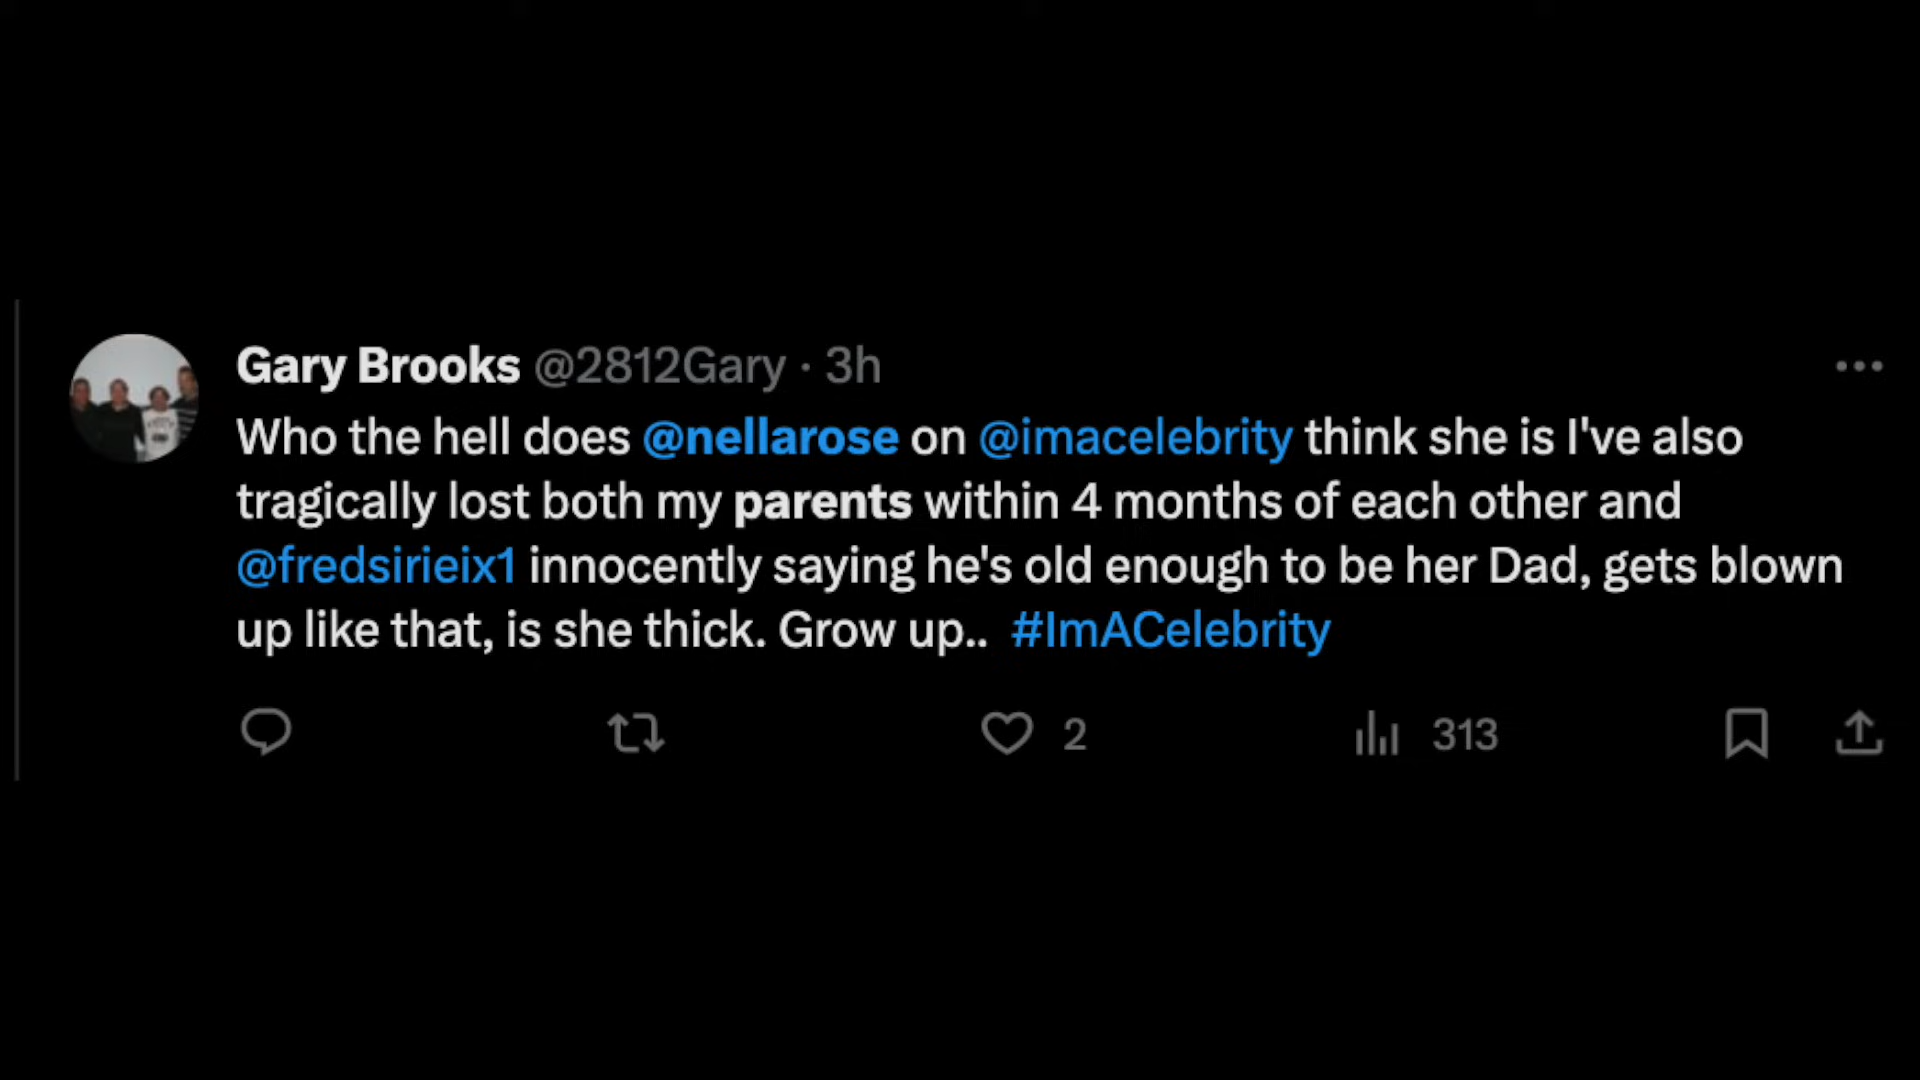 Gary Brooks @2812Gary · 3h
Who the hell does @nellarose on @imacelebrity think she is I've also
tragically lost both my parents within 4 months of each other and
@fredsirieix1 innocently saying he's old enough to be her Dad, gets blown
up like that, is she thick. Grow up.. #ImACelebrity
2 313